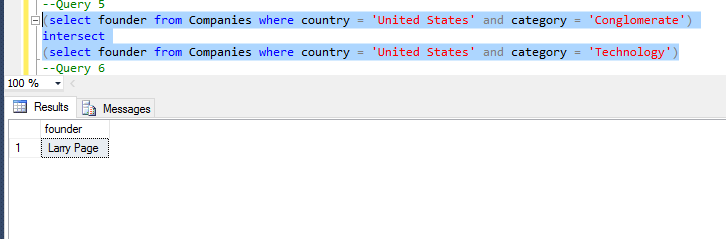 --Query 5
(select founder from Companies where country = 'United States' and category = 'Conglomerate')
intersect
(select founder from Companies where country = 'United States' and category = 'Technology')
--Query 6
100 %
Results Messages
founder
1 Larry Page